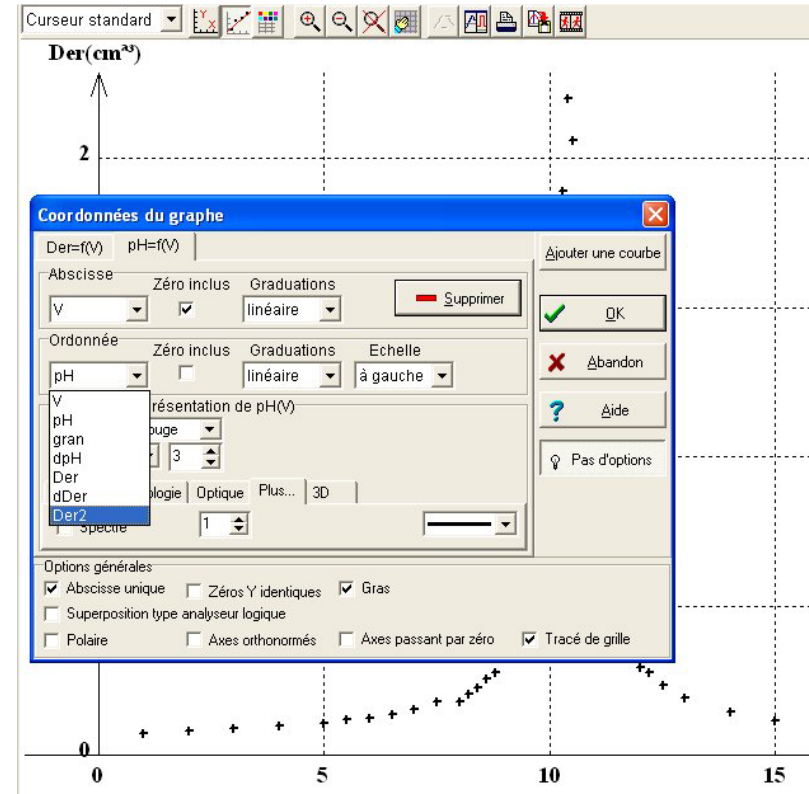 Curseur standard
Der(cm⁻³)
2
Coordonnées du graphe
Der=f(V) pH=f(V)
Abscisse
Zéro inclus Graduations
V linéaire Supprimer
Ordonnée
Zéro inclus Graduations Echelle
pH linéaire à gauche
V
pH
gran
dpH
Der
dDer
Der2
résentation de pH(V)
ouge
3
ologie Optique Plus... 3D
Spectre 1
Ajouter une courbe
OK
Abandon
Aide
Pas d'options
Options générales
Abscisse unique Zéros Y identiques Gras
Superposition type analyseur logique
Polaire Axes orthonormés Axes passant par zéro Tracé de grille
0
0 5 10 15